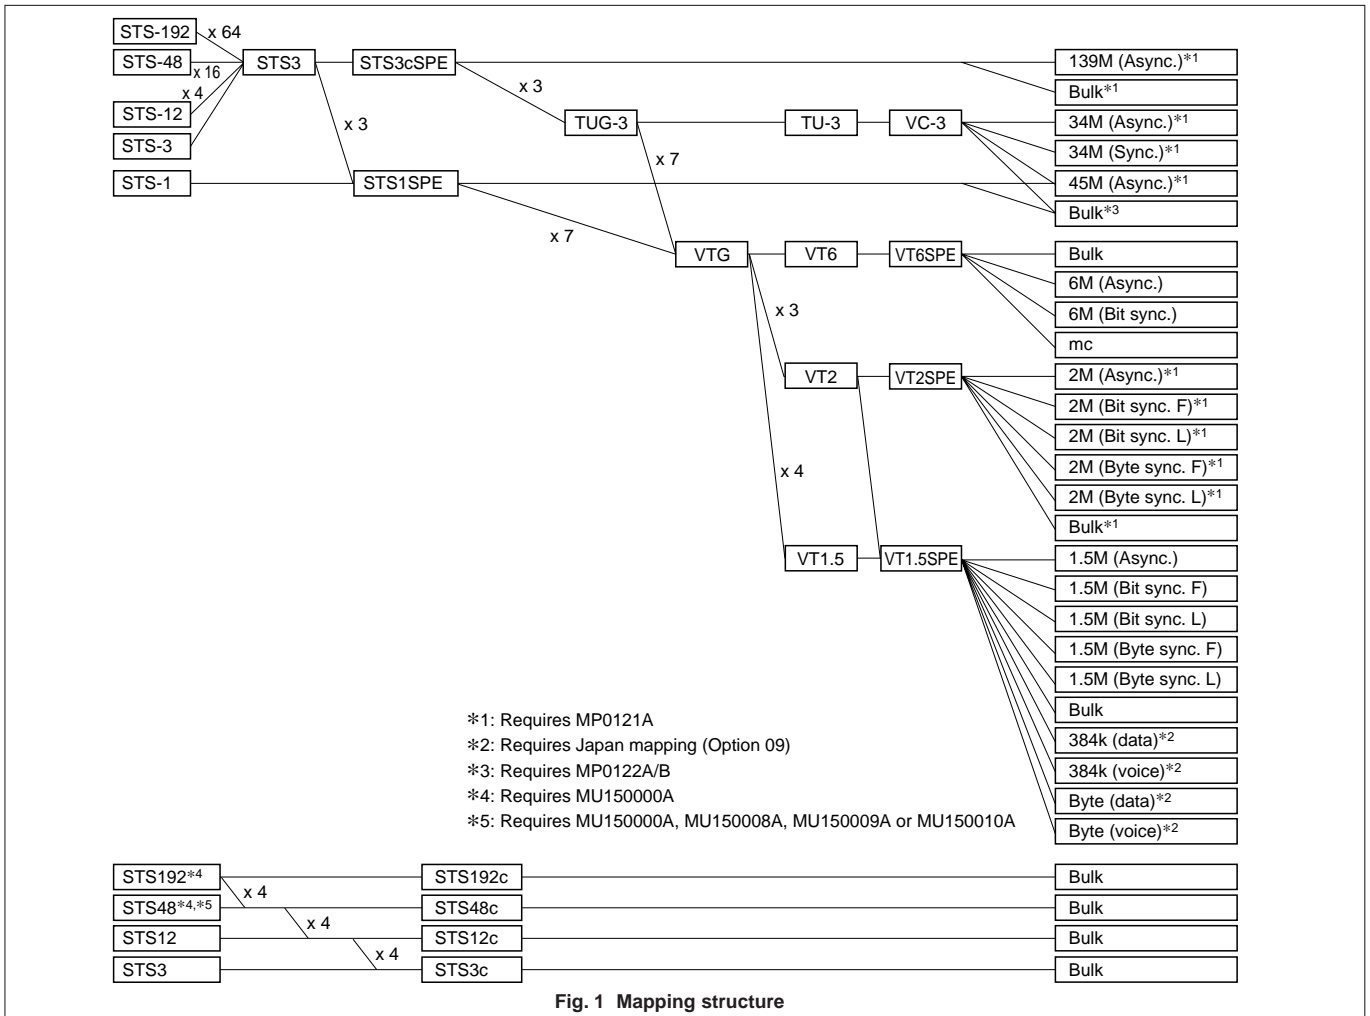 STS-192
x 64
STS-48
STS3
STS3cSPE
139M (Async.)*1
x 16
x 3
Bulk*1
x 4
STS-12
x 3
TUG-3
TU-3
VC-3
34M (Async.)*1
STS-3
x 7
34M (Sync.)*1
STS-1
STS1SPE
45M (Async.)*1
Bulk*3
x 7
VTG
VT6
VT6SPE
Bulk
6M (Async.)
x 3
6M (Bit sync.)
mc
VT2
VT2SPE
2M (Async.)*1
2M (Bit sync. F)*1
2M (Bit sync. L)*1
x 4
2M (Byte sync. F)*1
2M (Byte sync. L)*1
Bulk*1
VT1.5
VT1.5SPE
1.5M (Async.)
1.5M (Bit sync. F)
1.5M (Bit sync. L)
1.5M (Byte sync. F)
1.5M (Byte sync. L)
Bulk
384k (data)*2
384k (voice)*2
Byte (data)*2
Byte (voice)*2
*1: Requires MP0121A
*2: Requires Japan mapping (Option 09)
*3: Requires MP0122A/B
*4: Requires MU150000A
*5: Requires MU150000A, MU150008A, MU150009A or MU150010A
STS192*4
STS192c
Bulk
x 4
STS48*4,*5
STS48c
Bulk
x 4
STS12
STS12c
Bulk
x 4
STS3
STS3c
Bulk
Fig. 1 Mapping structure